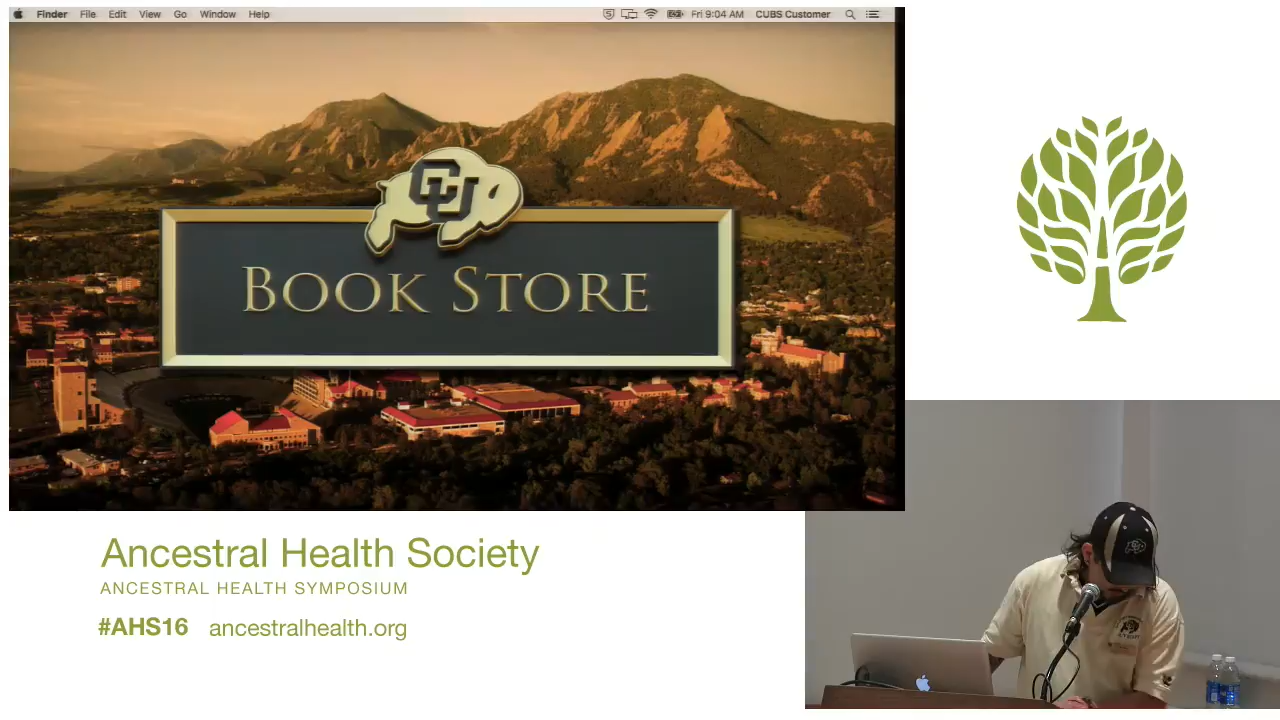 Finder File Edit View Go Window Help
Fri 9:04 AM CUBS Customer
CU
BOOK STORE
Ancestral Health Society
ANCESTRAL HEALTH SYMPOSIUM
#AHS16 ancestralhealth.org
CU